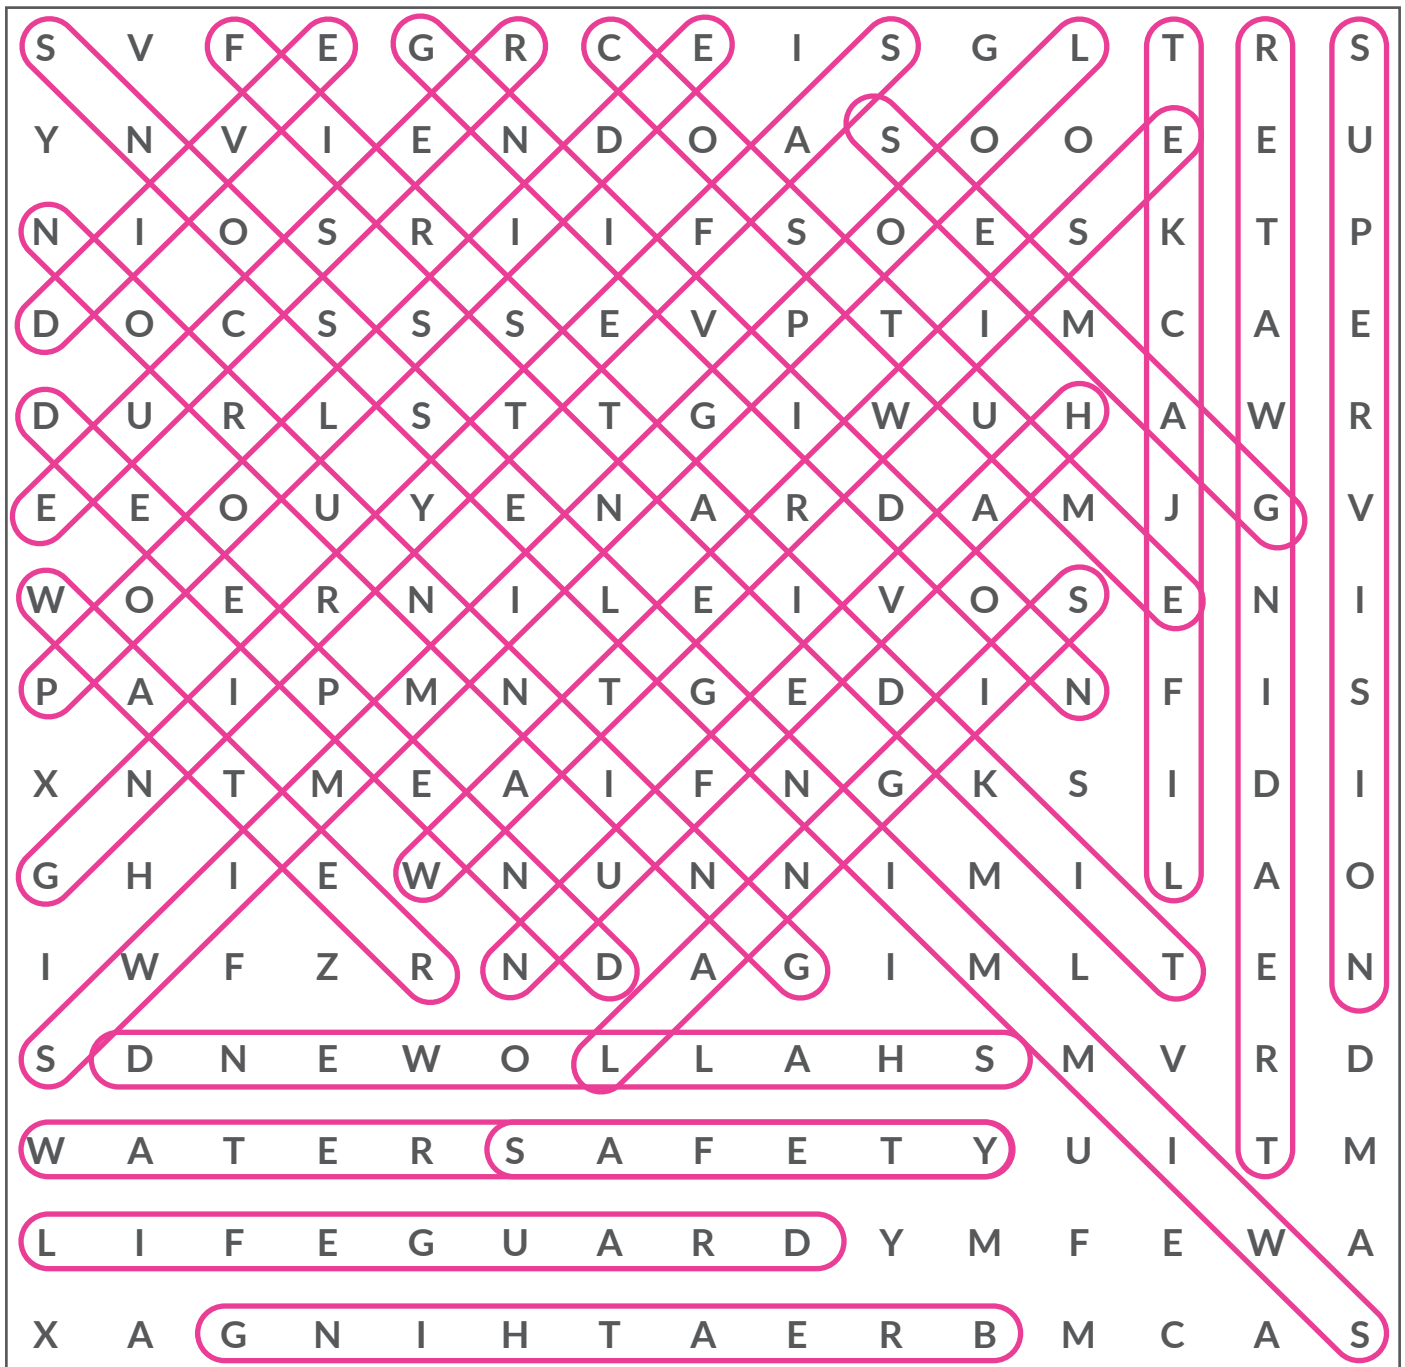 S V F E G R C E I S G L T R S
Y N V I E N D O A S O O E E U
N I O S R I I F S O E S K T P
D O C S S S E V P T I M C A E
D U R L S T T G I W U H A W R
E E O U Y E N A R D A M J G V
W O E R N I L E I V O S E N I
P A I P M N T G E D I N F I S
X N T M E A I F N G K S I D I
G H I E W N U N N I M I L A O
I W F Z R N D A G I M L T E N
S D N E W O L L A H S M V R D
W A T E R S A F E T Y U I T M
L I F E G U A R D Y M F E W A
X A G N I H T A E R B M C A S